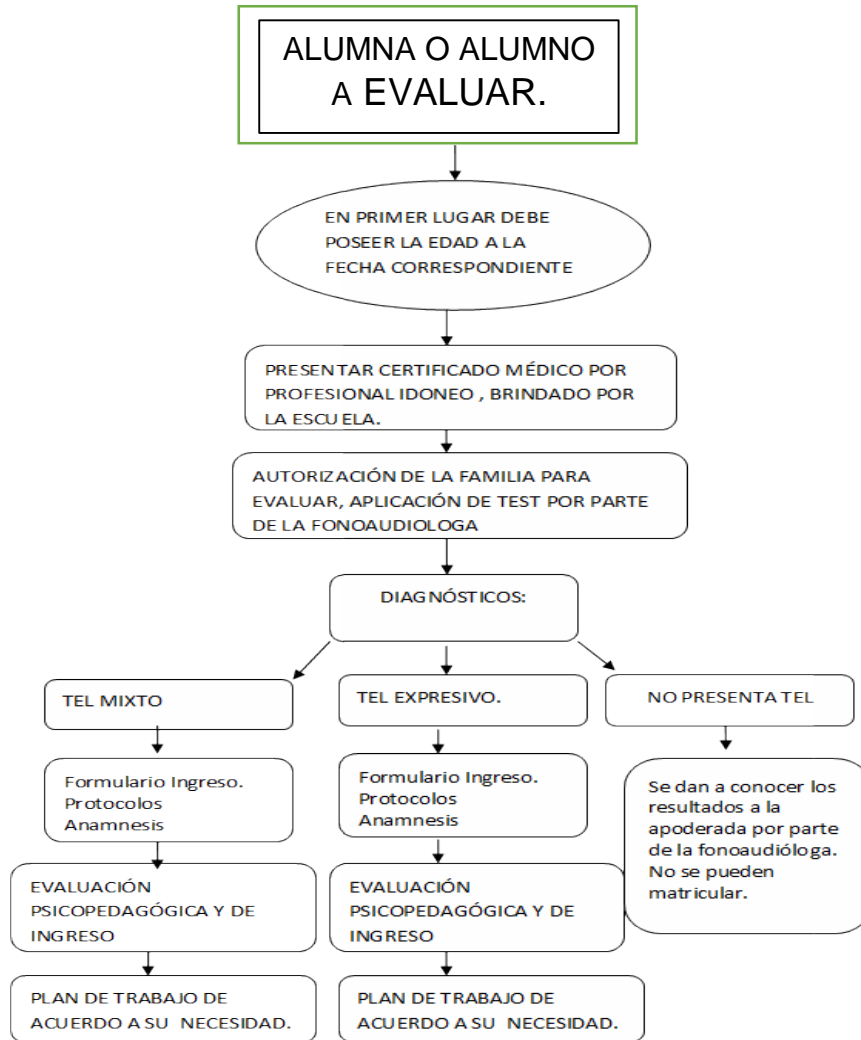 ALUMNA O ALUMNO
A EVALUAR.
EN PRIMER LUGAR DEBE
POSEER LA EDAD A LA
FECHA CORRESPONDIENTE
PRESENTAR CERTIFICADO MÉDICO POR
PROFESIONAL IDONEO , BRINDADO POR
LA ESCUELA.
AUTORIZACIÓN DE LA FAMILIA PARA
EVALUAR, APLICACIÓN DE TEST POR PARTE
DE LA FONOAUDIOLOGA
DIAGNÓSTICOS:
TEL MIXTO
Formulario Ingreso.
Protocolos
Anamnesis
EVALUACIÓN
PSICOPEDAGÓGICA Y DE
INGRESO
PLAN DE TRABAJO DE
ACUERDO A SU NECESIDAD.
TEL EXPRESIVO.
Formulario Ingreso.
Protocolos
Anamnesis
EVALUACIÓN
PSICOPEDAGÓGICA Y DE
INGRESO
PLAN DE TRABAJO DE
ACUERDO A SU NECESIDAD.
NO PRESENTA TEL
Se dan a conocer los
resultados a la
apoderada por parte
de la fonoaudióloga.
No se pueden
matricular.